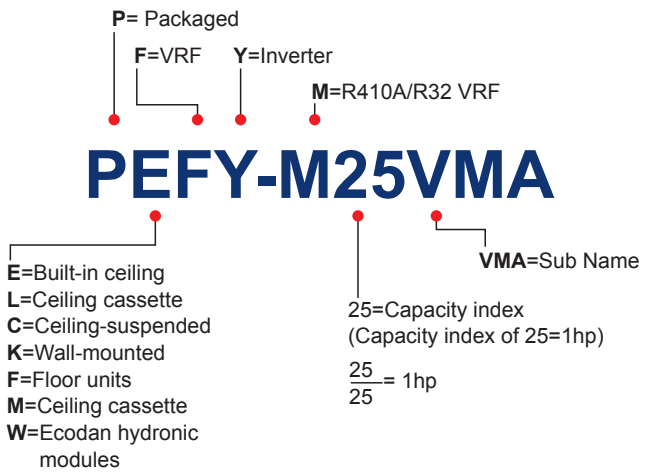 P= Packaged
F=VRF
Y=Inverter
M=R410A/R32 VRF
PEFY-M25VMA
E=Built-in ceiling
L=Ceiling cassette
C=Ceiling-suspended
K=Wall-mounted
F=Floor units
M=Ceiling cassette
W=Ecodan hydronic
modules
25=Capacity index
(Capacity index of 25=1hp)
25
25
= 1hp
VMA=Sub Name